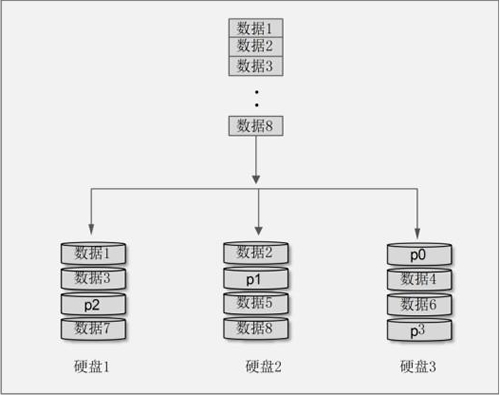 数据1
数据2
数据3
数据8
数据1 数据2 p0
数据3 p1 数据4
p2 数据5 数据6
数据7 数据8 p3
硬盘1 硬盘2 硬盘3